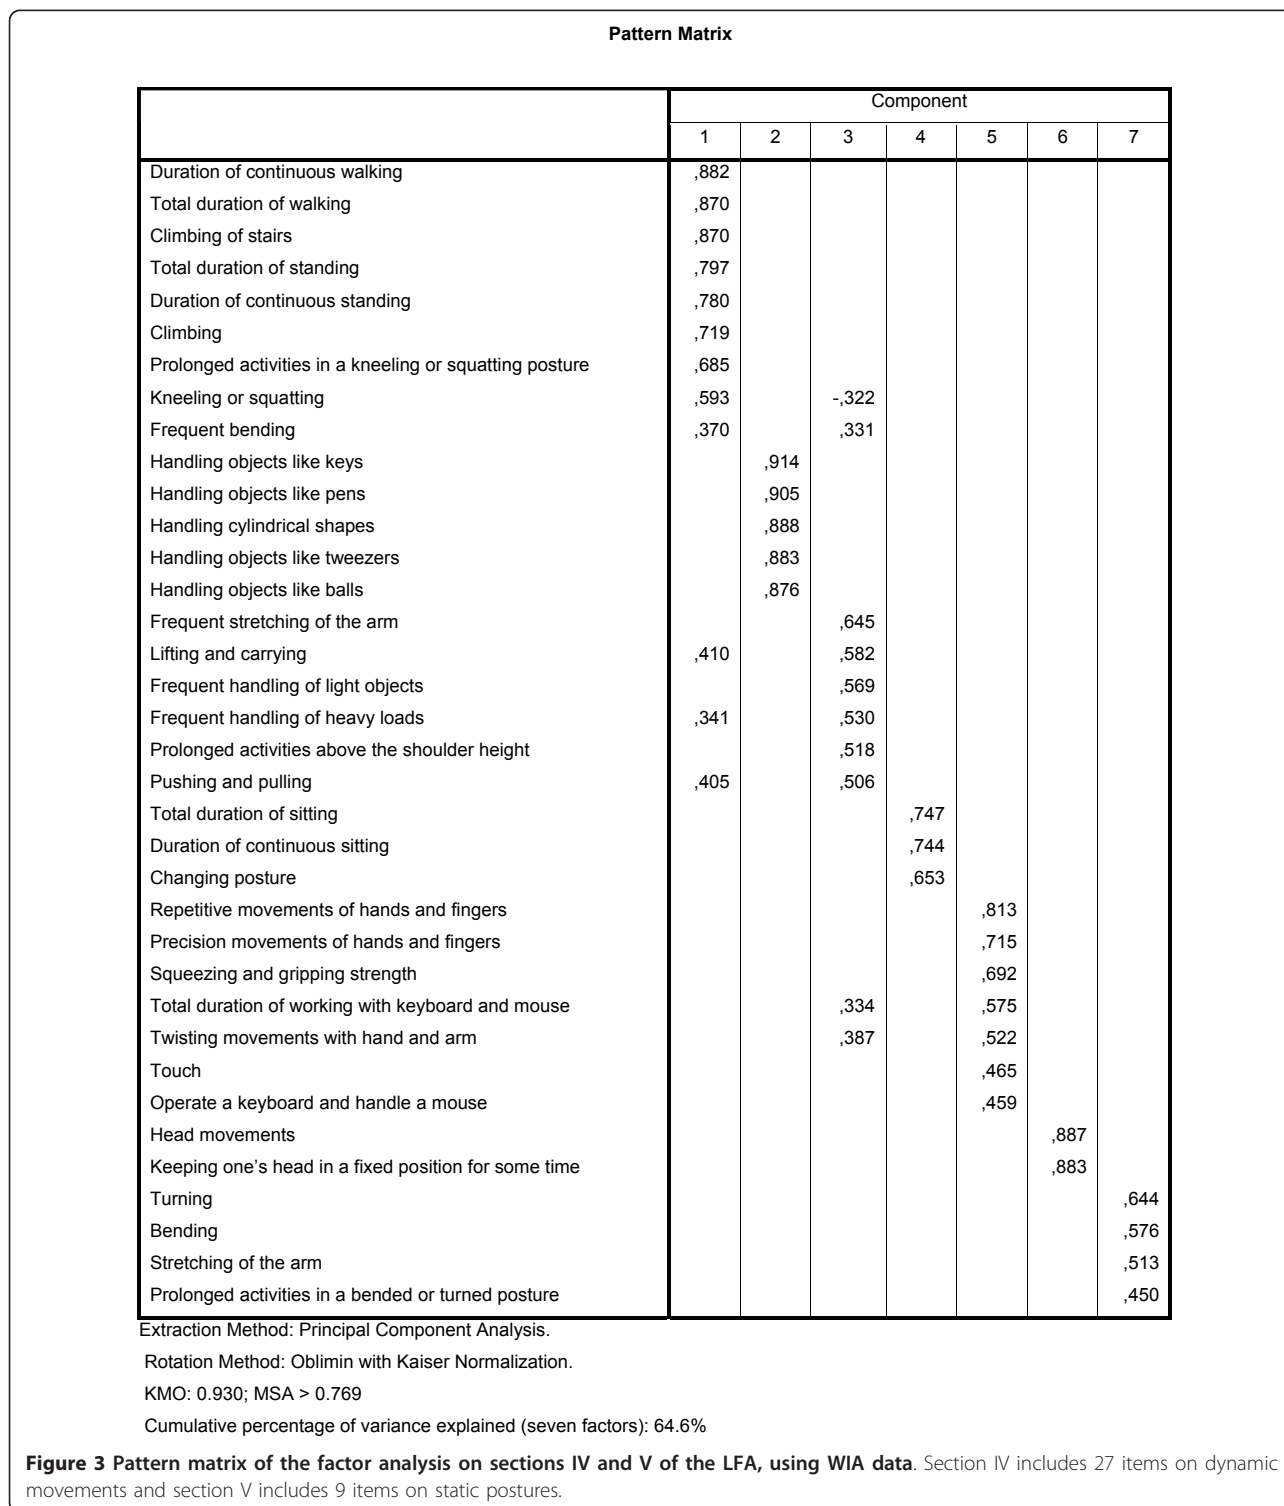 Pattern Matrix
Component
1 2 3 4 5 6 7
Duration of continuous walking ,882
Total duration of walking ,870
Climbing of stairs ,870
Total duration of standing ,797
Duration of continuous standing ,780
Climbing ,719
Prolonged activities in a kneeling or squatting posture ,685
Kneeling or squatting ,593 -,322
Frequent bending ,370 ,331
Handling objects like keys ,914
Handling objects like pens ,905
Handling cylindrical shapes ,888
Handling objects like tweezers ,883
Handling objects like balls ,876
Frequent stretching of the arm ,645
Lifting and carrying ,410 ,582
Frequent handling of light objects ,569
Frequent handling of heavy loads ,341 ,530
Prolonged activities above the shoulder height ,518
Pushing and pulling ,405 ,506
Total duration of sitting ,747
Duration of continuous sitting ,744
Changing posture ,653
Repetitive movements of hands and fingers ,813
Precision movements of hands and fingers ,715
Squeezing and gripping strength ,692
Total duration of working with keyboard and mouse ,334 ,575
Twisting movements with hand and arm ,387 ,522
Touch ,465
Operate a keyboard and handle a mouse ,459
Head movements ,887
Keeping one's head in a fixed position for some time ,883
Turning ,644
Bending ,576
Stretching of the arm ,513
Prolonged activities in a bended or turned posture ,450
Extraction Method: Principal Component Analysis.
Rotation Method: Oblimin with Kaiser Normalization.
KMO: 0.930; MSA > 0.769
Cumulative percentage of variance explained (seven factors): 64.6%
Figure 3 Pattern matrix of the factor analysis on sections IV and V of the LFA, using WIA data. Section IV includes 27 items on dynamic
movements and section V includes 9 items on static postures.